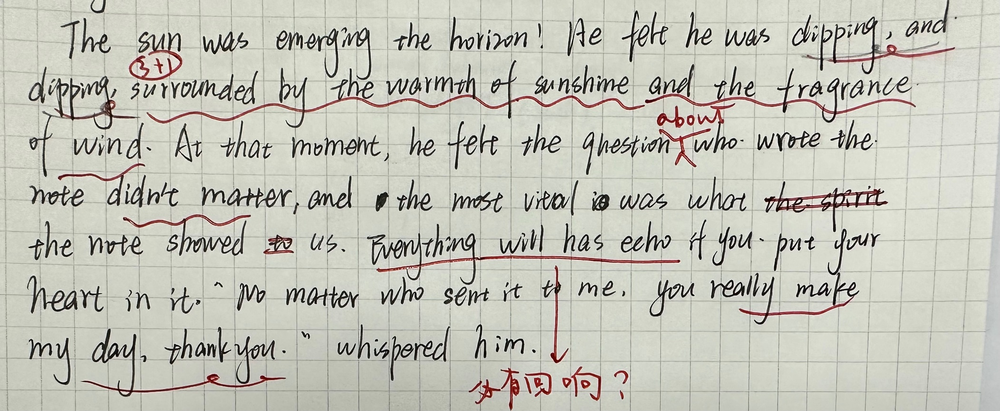 The sun was emerging the horizon! He felt he was dipping, and
3+1
dipping, surrounded by the warmth of sunshine and the fragrance
about
of wind. At that moment, he felt the question who wrote the
note didn't matter, and the most vital was what the spirit
the note showed to us. Everything will has echo if you put your
heart in it. "No matter who sent it to me, you really make
my day, thank you." whispered him.
必有回响?